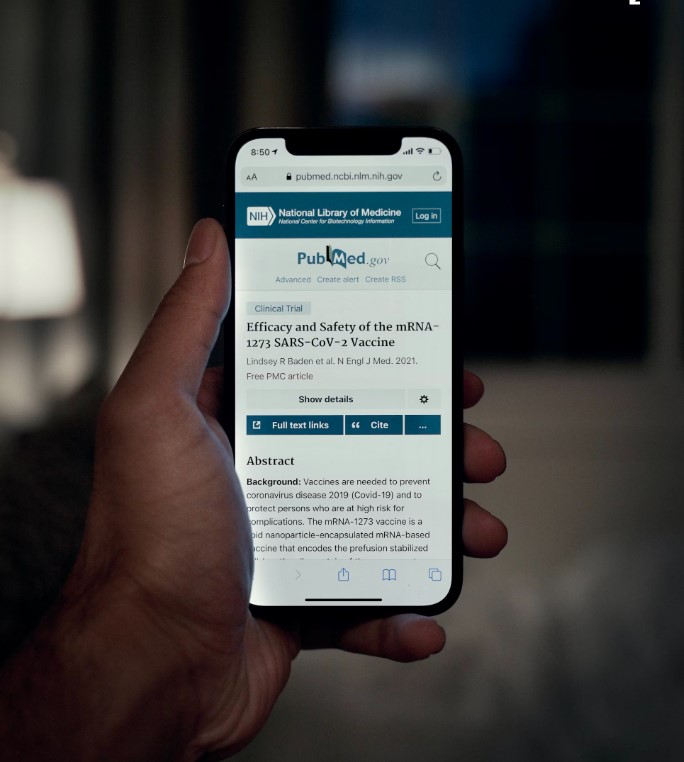 8:50
AA pubmed.ncbi.nlm.nih.gov
NIH National Library of Medicine
National Center for Biotechnology Information
Log in
PubMed.gov
Advanced Create alert Create RSS
Clinical Trial
Efficacy and Safety of the mRNA-
1273 SARS-CoV-2 Vaccine
Lindsey R Baden et al. N Engl J Med. 2021.
Free PMC article
Show details
Full text links
Cite
...
Abstract
Background: Vaccines are needed to prevent
coronavirus disease 2019 (Covid-19) and to
protect persons who are at high risk for
complications. The mRNA-1273 vaccine is a
nanoparticle-encapsulated mRNA-based
vaccine that encodes the prefusion stabilized